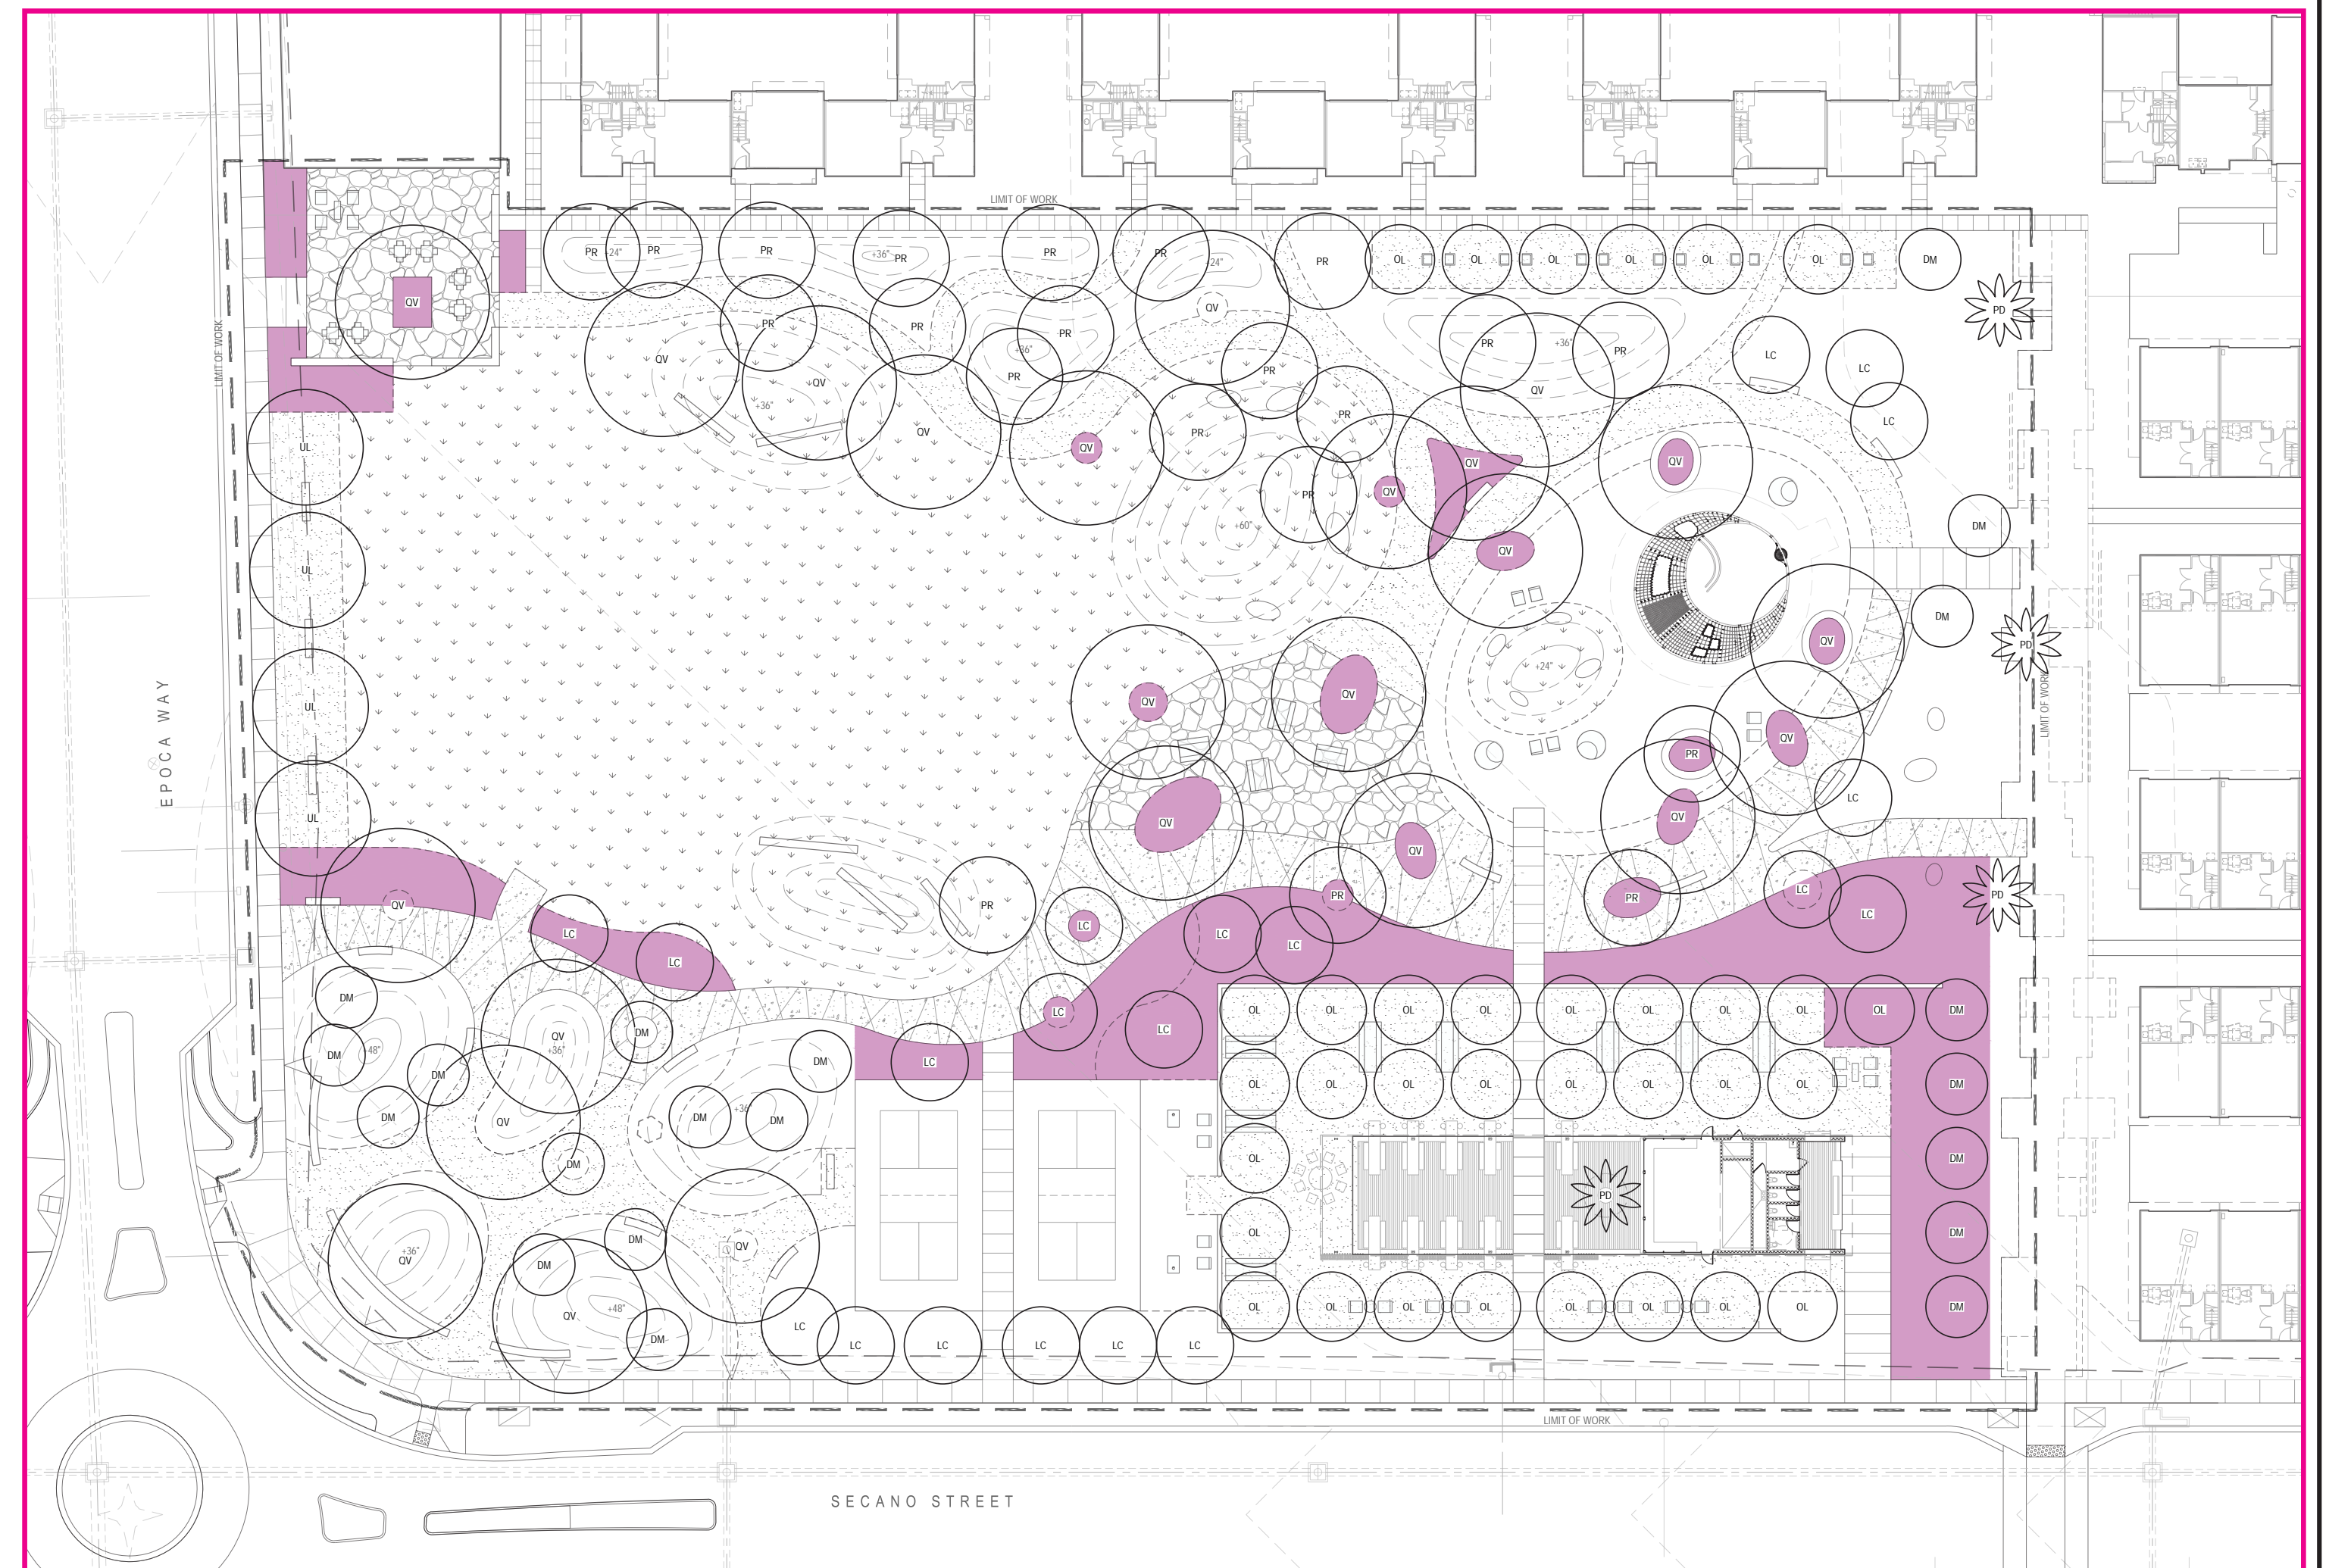 LIMIT OF WORK
PR
+24"
PR
PR
+36"
PR
PR
PR
+24"
PR
OL
OL
OL
OL
OL
OL
DM
QV
QV
PD
LIMIT OF WORK
PR
PR
PR
+36"
PR
+36"
PR
LC
QV
QV
+36"
PR
PR
QV
LC
PR
LC
QV
PR
UL
QV
QV
QV
QV
PR
+60"
DM
QV
UL
DM
QV
PD
+24"
LIMIT OF WORK
EPOCA WAY
UL
QV
QV
QV
PR
LC
UL
QV
QV
QV
QV
PR
PR
LC
PD
QV
PR
LC
LC
LC
LC
LC
LC
DM
LC
LC
OL
OL
OL
OL
OL
OL
OL
OL
OL
DM
QV
+36"
DM
DM
+48"
LC
DM
DM
OL
OL
OL
OL
OL
OL
OL
OL
DM
DM
QV
DM
+36"
DM
DM
OL
DM
PD
QV
+36"
DM
DM
QV
OL
DM
QV
+48"
DM
LC
LC
LC
LC
LC
LC
OL
OL
OL
OL
OL
OL
OL
OL
DM
LIMIT OF WORK
SECANO STREET